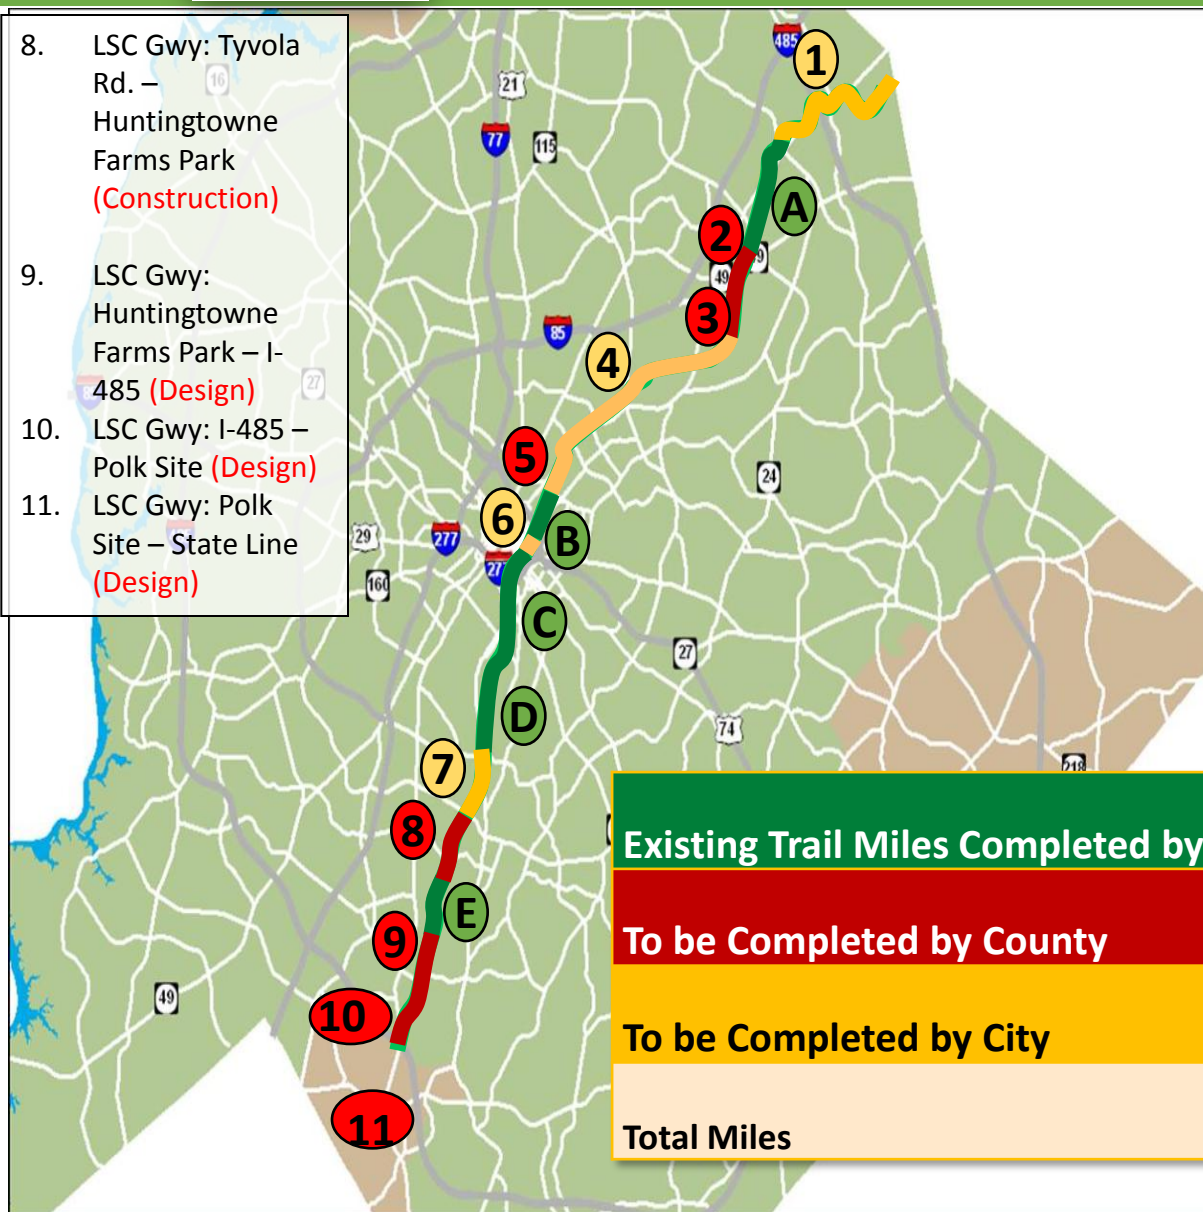 8. LSC Gwy: Tyvola
Rd. –
Huntingtowne
Farms Park
(Construction)
9. LSC Gwy:
Huntingtowne
Farms Park – I-
485 (Design)
10. LSC Gwy: I-485 –
Polk Site (Design)
11. LSC Gwy: Polk
Site – State Line
(Design)
16
21
485
1
77
115
A
2
49
3
85
4
27
5
24
6
B
29
277
160
C
27
D
74
7
218
8
E
9
49
10
11
Existing Trail Miles Completed by
To be Completed by County
To be Completed by City
Total Miles